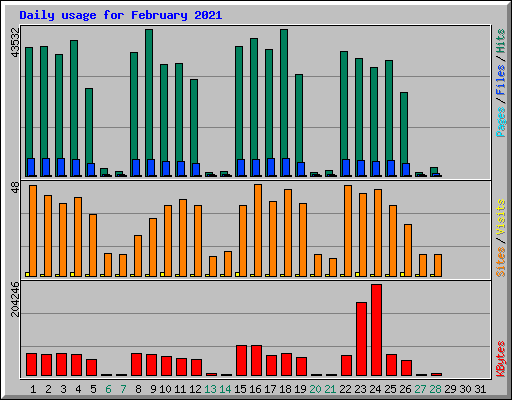 Daily usage for February 2021
43532
Pages / Files / Hits
48
Sites / Visits
204246
KBytes
1 2 3 4 5 6 7 8 9 10 11 12 13 14 15 16 17 18 19 20 21 22 23 24 25 26 27 28 29 30 31